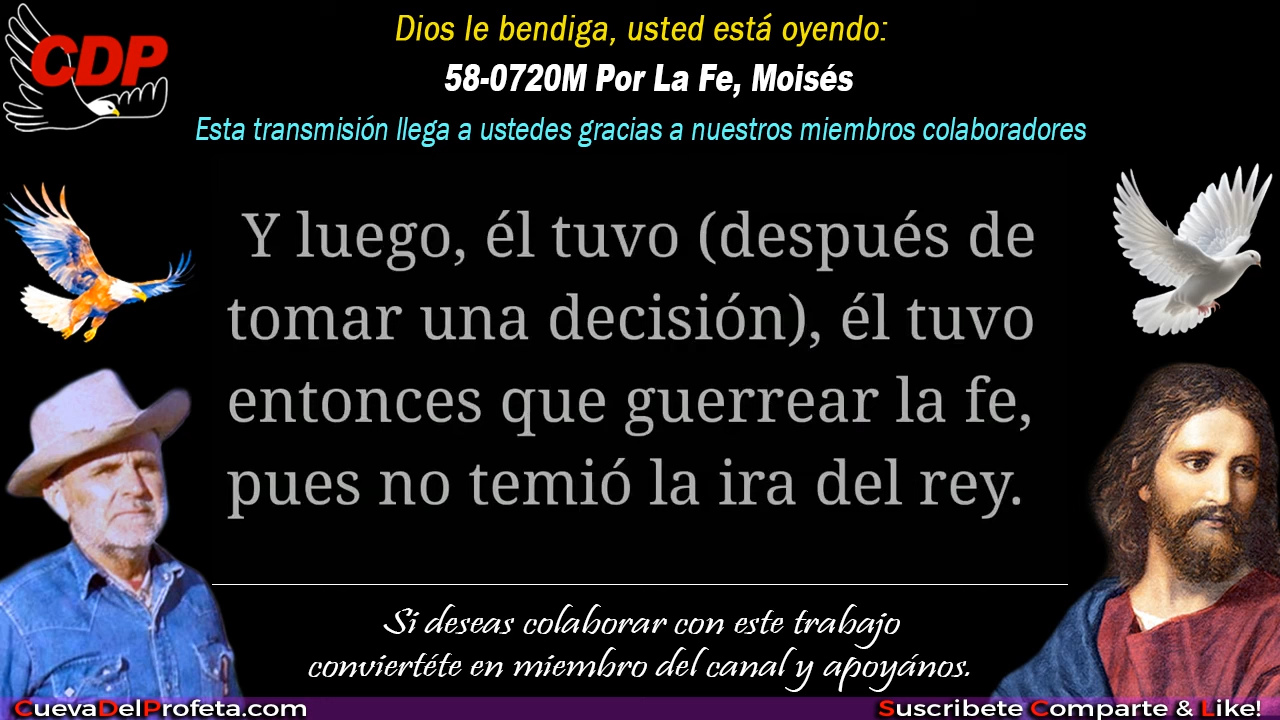 CDP
Dios le bendiga, usted está oyendo:
58-0720M Por La Fe, Moisés
Esta transmisión llega a ustedes gracias a nuestros miembros colaboradores
Y luego, él tuvo (después de
tomar una decisión), él tuvo
entonces que guerrear la fe,
pues no temió la ira del rey.
Si deseas colaborar con este trabajo
conviertéte en miembro del canal y apoyános.
CuevaDelProfeta.com
Suscribete Comparte & Like!